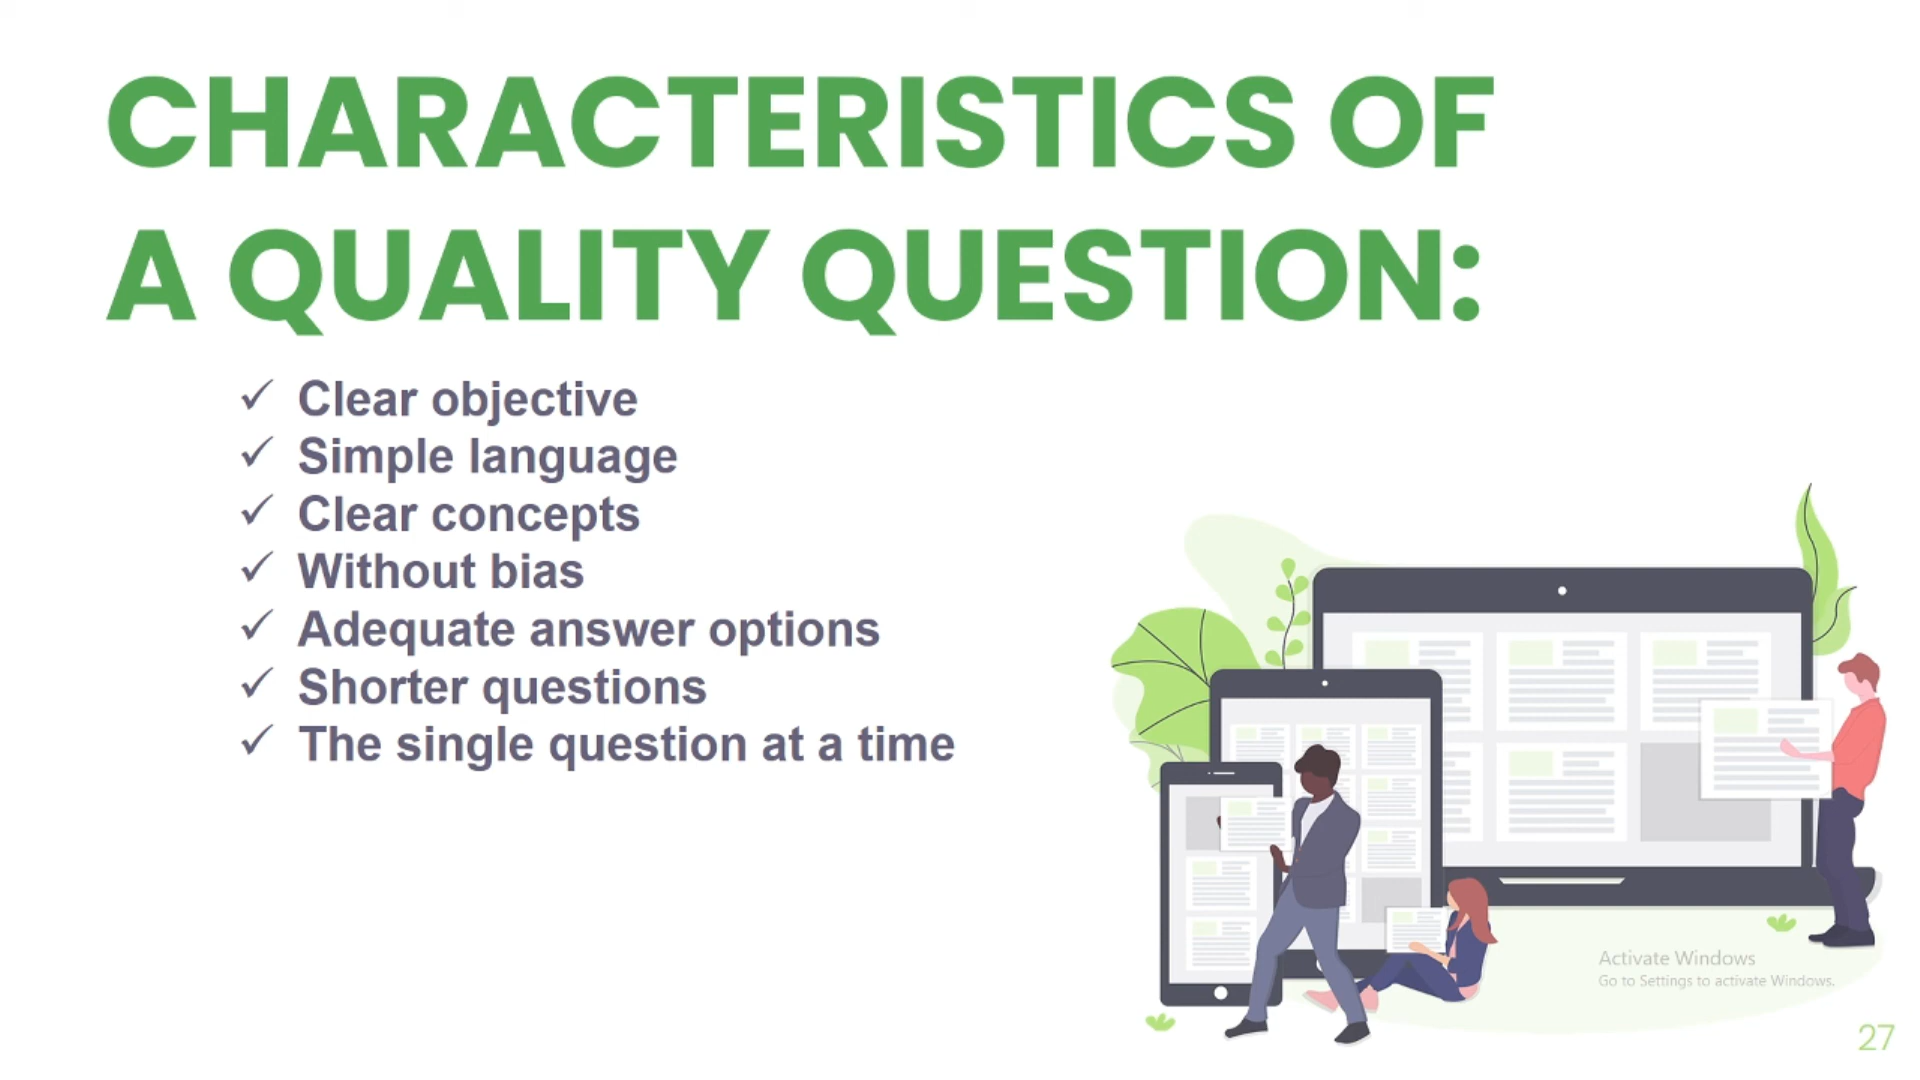 CHARACTERISTICS OF
A QUALITY QUESTION:
✓ Clear objective
✓ Simple language
✓ Clear concepts
✓ Without bias
✓ Adequate answer options
✓ Shorter questions
✓ The single question at a time
Activate Windows
Go to Settings to activate Windows.
27